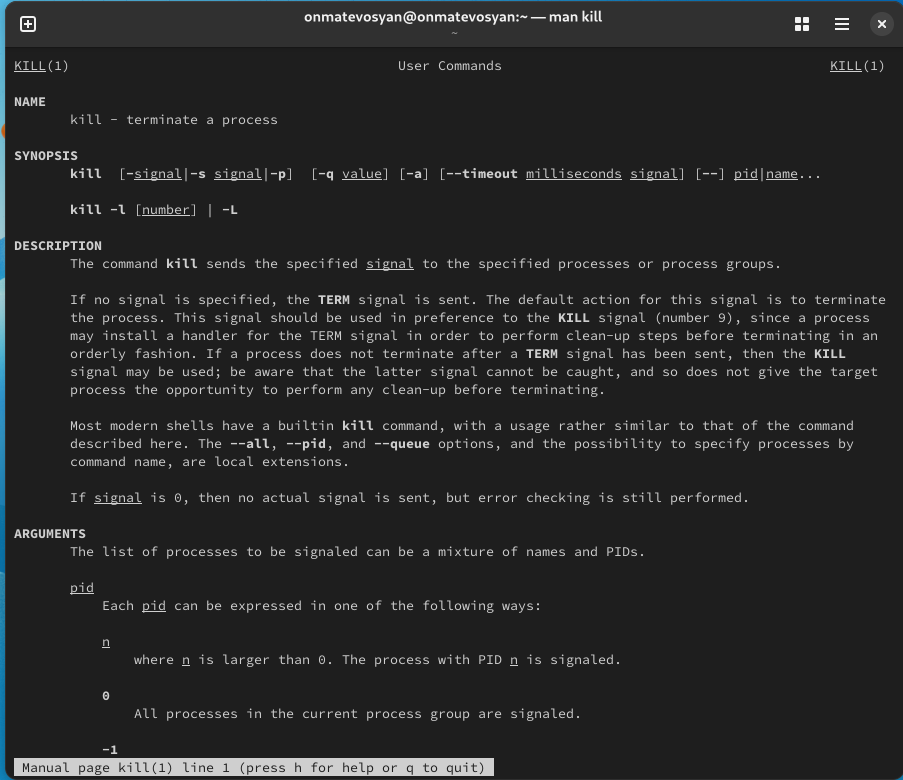 onmatevosyan@onmatevosyan:~ — man kill
~
KILL(1) User Commands KILL(1)
NAME
kill - terminate a process
SYNOPSIS
kill [-signal|-s signal|-p] [-q value] [-a] [--timeout milliseconds signal] [--] pid|name...
kill -l [number] | -L
DESCRIPTION
The command kill sends the specified signal to the specified processes or process groups.
If no signal is specified, the TERM signal is sent. The default action for this signal is to terminate
the process. This signal should be used in preference to the KILL signal (number 9), since a process
may install a handler for the TERM signal in order to perform clean-up steps before terminating in an
orderly fashion. If a process does not terminate after a TERM signal has been sent, then the KILL
signal may be used; be aware that the latter signal cannot be caught, and so does not give the target
process the opportunity to perform any clean-up before terminating.
Most modern shells have a builtin kill command, with a usage rather similar to that of the command
described here. The --all, --pid, and --queue options, and the possibility to specify processes by
command name, are local extensions.
If signal is 0, then no actual signal is sent, but error checking is still performed.
ARGUMENTS
The list of processes to be signaled can be a mixture of names and PIDs.
pid
Each pid can be expressed in one of the following ways:
n
where n is larger than 0. The process with PID n is signaled.
0
All processes in the current process group are signaled.
-1
Manual page kill(1) line 1 (press h for help or q to quit)